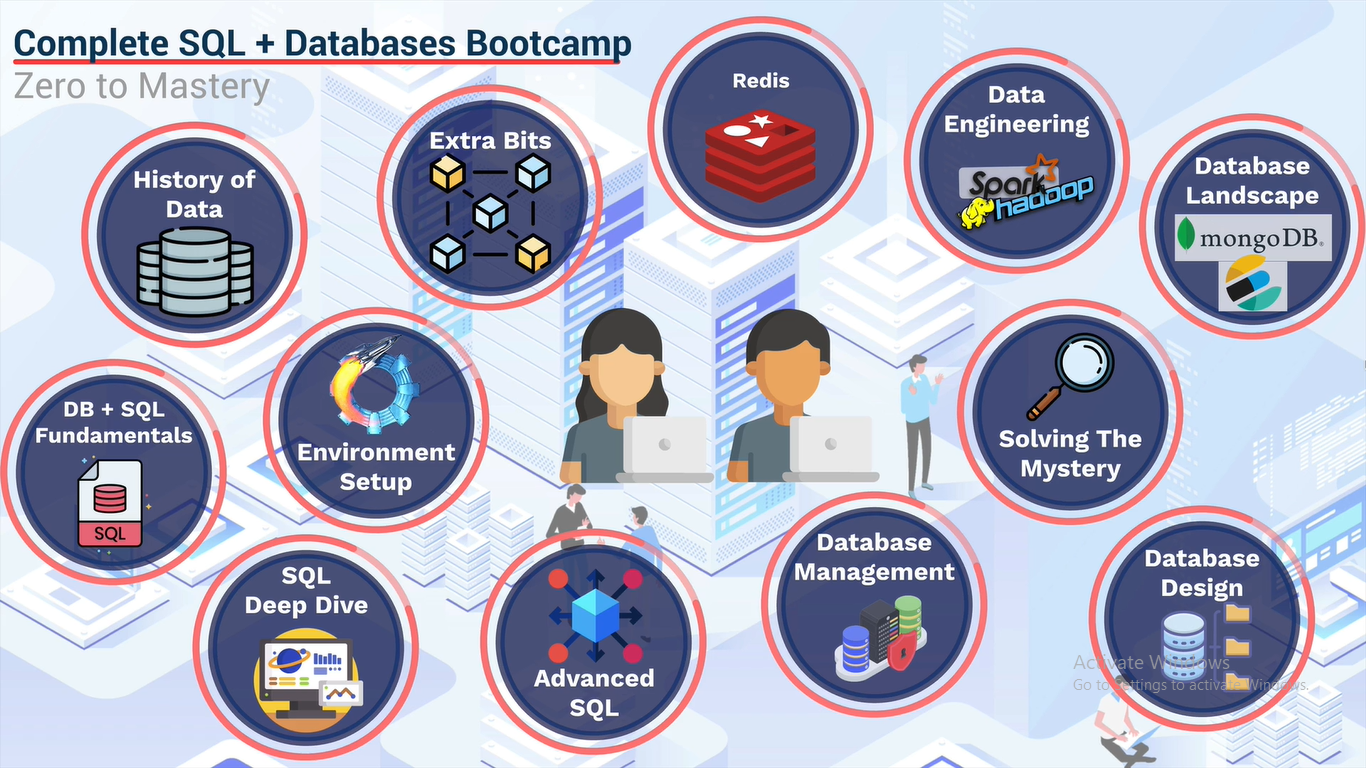 Complete SQL + Databases Bootcamp
Zero to Mastery
Redis
Data
Engineering
Spark
hadoop
Extra Bits
Database
Landscape
mongoDB®
History of
Data
DB + SQL
Fundamentals
SQL
Environment
Setup
Solving The
Mystery
SQL
Deep Dive
Advanced
SQL
Database
Management
Database
Design
Activate Windows
Go to Settings to activate Windows.